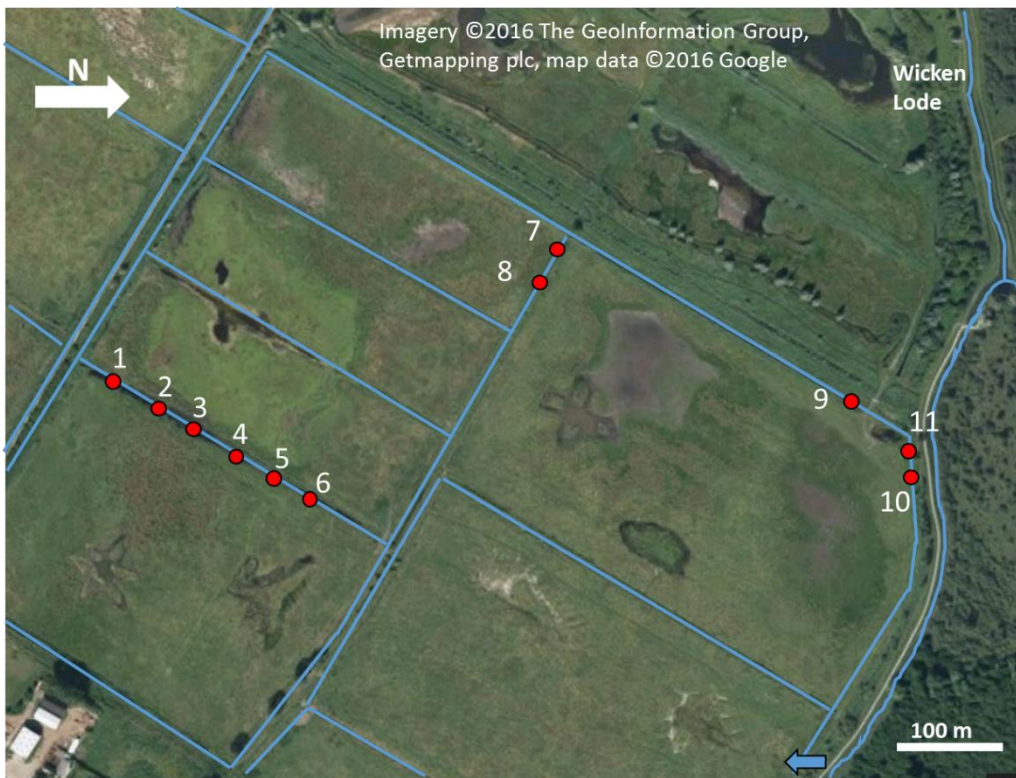 Imagery ©2016 The GeoInformation Group,
Getmapping plc, map data ©2016 Google
N
Wicken
Lode
7
8
1
2
3
4
5
6
9
11
10
100 m